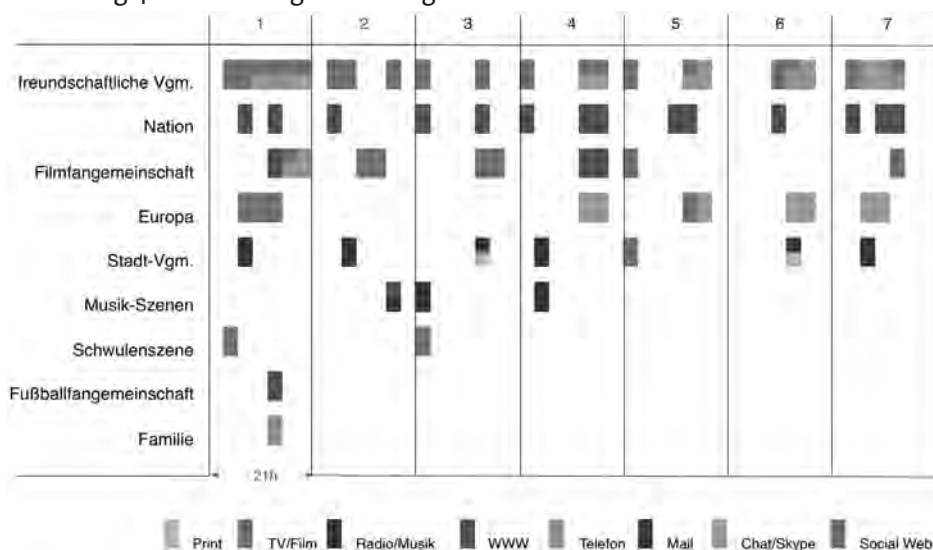 1 2 3 4 5 6 7
freundschaftliche Vgm.
Nation
Filmfangemeinschaft
Europa
Stadt-Vgm.
Musik-Szenen
Schwulenszene
Fußballfangemeinschaft
Familie
21h
Print TV/Film Radio/Musik WWW Telefon Mail Chat/Skype Social Web